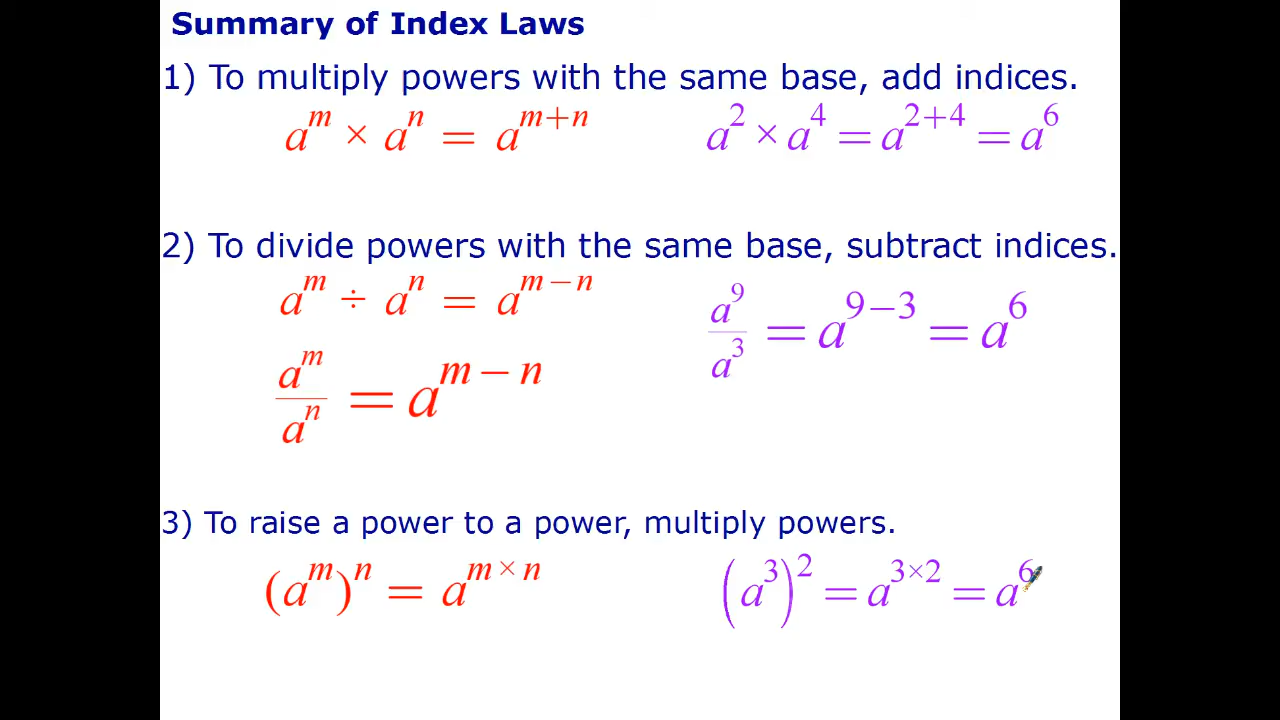 Summary of Index Laws
1) To multiply powers with the same base, add indices.
a^m × a^n = a^{m+n} a^2 × a^4 = a^{2+4} = a^6
2) To divide powers with the same base, subtract indices.
a^m ÷ a^n = a^{m−n} a^9/a^3 = a^{9−3} = a^6
a^m/a^n = a^{m−n}
3) To raise a power to a power, multiply powers.
(a^m)^n = a^{m×n} (a^3)^2 = a^{3×2} = a^6